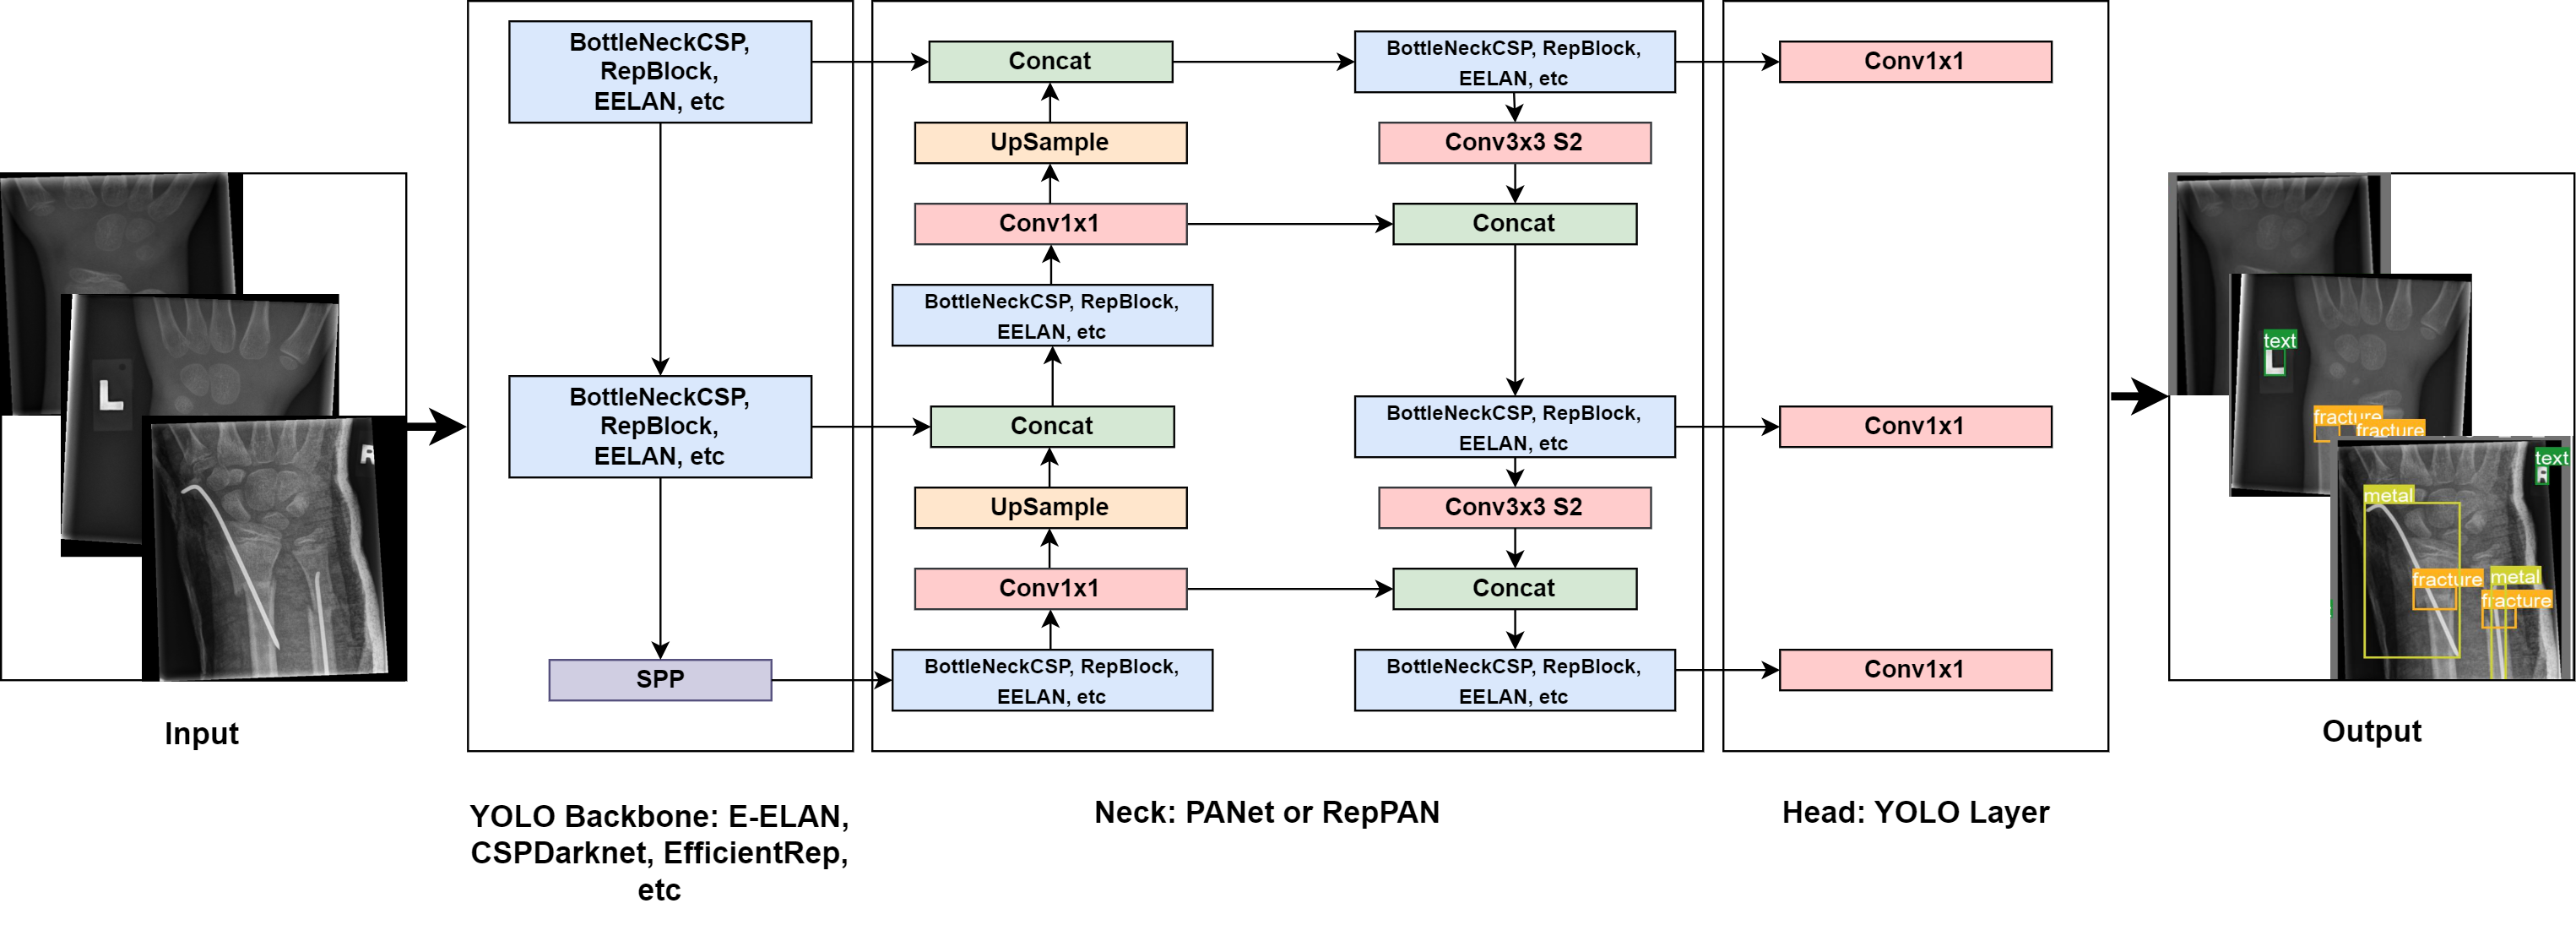 BottleNeckCSP,
RepBlock,
EELAN, etc
BottleNeckCSP,
RepBlock,
EELAN, etc
SPP
Concat
UpSample
Conv1x1
BottleNeckCSP, RepBlock,
EELAN, etc
Concat
UpSample
Conv1x1
BottleNeckCSP, RepBlock,
EELAN, etc
BottleNeckCSP, RepBlock,
EELAN, etc
Conv3x3 S2
Concat
BottleNeckCSP, RepBlock,
EELAN, etc
Conv3x3 S2
Concat
BottleNeckCSP, RepBlock,
EELAN, etc
Conv1x1
Conv1x1
Conv1x1
L
R
text
L
fracture
fracture
text
R
metal
fracture
metal
fracture
Input
YOLO Backbone: E-ELAN,
CSPDarknet, EfficientRep,
etc
Neck: PANet or RepPAN
Head: YOLO Layer
Output